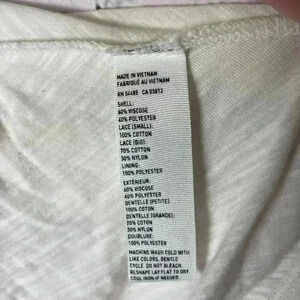 MADE IN VIETNAM
FABRIQUÉ AU VIETNAM
RN 54485 CA 03873
SHELL:
60% VISCOSE
40% POLYESTER
LACE (SMALL):
100% COTTON
LACE (BIG):
70% COTTON
30% NYLON
LINING:
100% POLYESTER
EXTÉRIEUR:
60% VISCOSE
40% POLYESTER
DENTELLE (PETITE):
100% COTON
DENTELLE (GRANDE):
70% COTON
30% NYLON
DOUBLURE:
100% POLYESTER
MACHINE WASH COLD WITH
LIKE COLORS, GENTLE
CYCLE. DO NOT BLEACH.
RESHAPE LAY FLAT TO DRY
COOL IRON IF NEEDED.